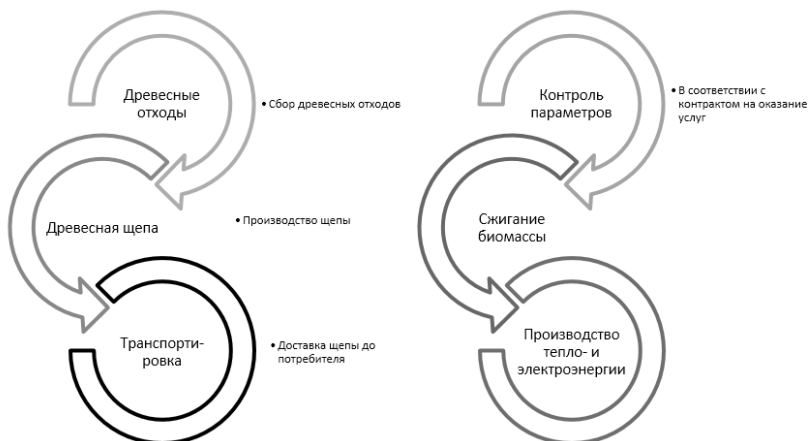 Древесные
отходы
• Сбор древесных отходов
Древесная щепа
• Производство щепы
Транспорти-
ровка
• Доставка щепы до
потребителя
Контроль
параметров
• В соответствии с
контрактом на оказание
услуг
Сжигание
биомассы
Производство
тепло- и
электроэнергии